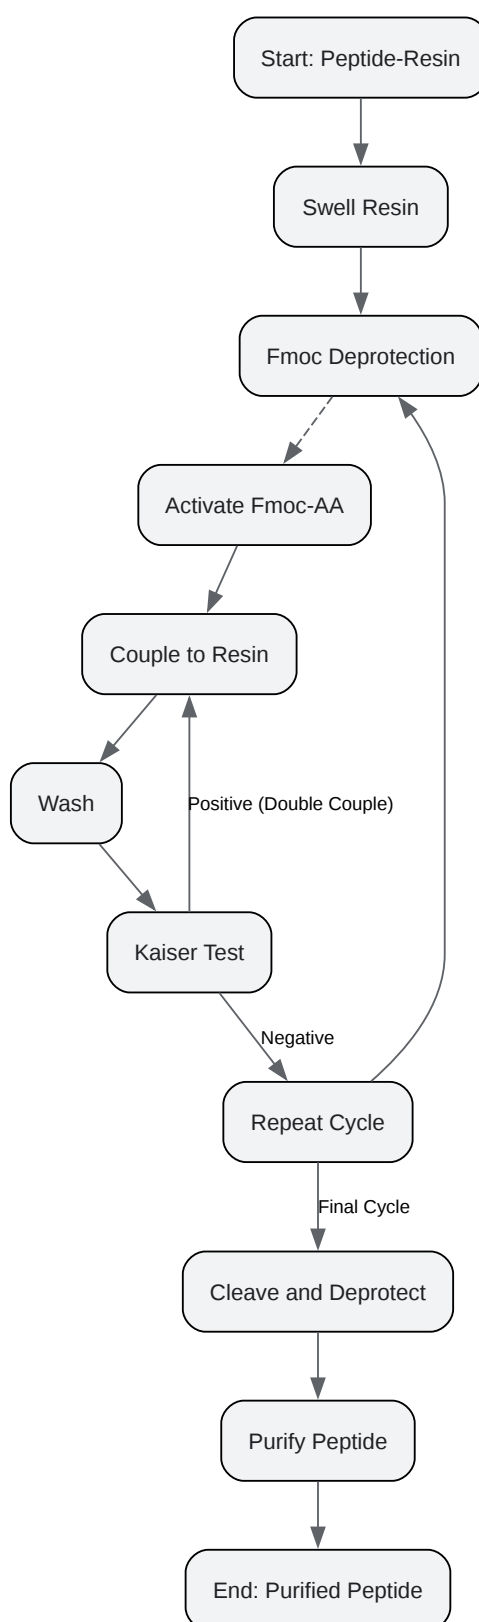 Start: Peptide-Resin
Swell Resin
Fmoc Deprotection
Activate Fmoc-AA
Couple to Resin
Wash
Positive (Double Couple)
Kaiser Test
Negative
Repeat Cycle
Final Cycle
Cleave and Deprotect
Purify Peptide
End: Purified Peptide